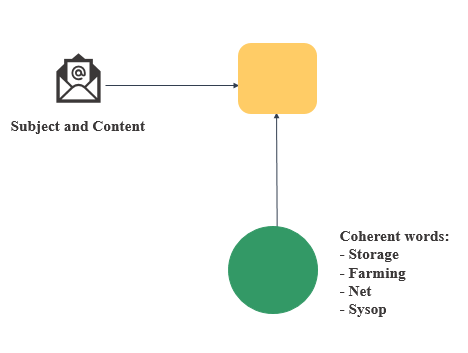 @
Subject and Content
Coherent words:
- Storage
- Farming
- Net
- Sysop